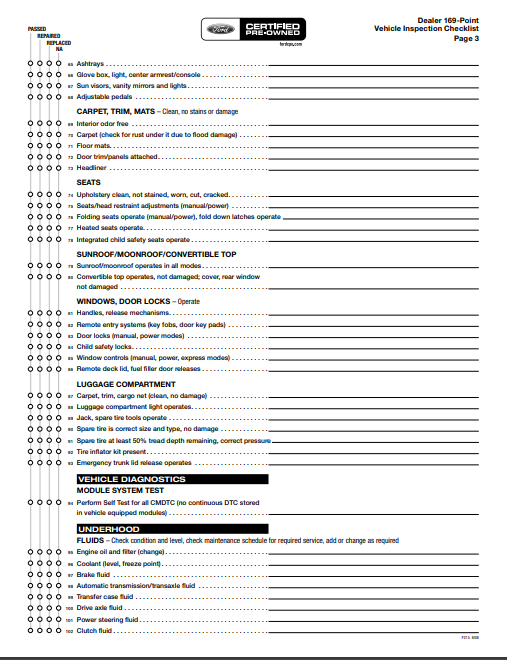 Dealer 169-Point
Vehicle Inspection Checklist
Page 3
Ford
CERTIFIED
PRE-OWNED
fordcpo.com
PASSED
REPAIRED
REPLACED
NA
65 Ashtrays
66 Glove box, light, center armrest/console
67 Sun visors, vanity mirrors and lights
68 Adjustable pedals
CARPET, TRIM, MATS – Clean, no stains or damage
69 Interior odor free
70 Carpet (check for rust under it due to flood damage)
71 Floor mats
72 Door trim/panels attached
73 Headliner
SEATS
74 Upholstery clean, not stained, worn, cut, cracked
75 Seats/head restraint adjustments (manual/power)
76 Folding seats operate (manual/power), fold down latches operate
77 Heated seats operate
78 Integrated child safety seats operate
SUNROOF/MOONROOF/CONVERTIBLE TOP
79 Sunroof/moonroof operates in all modes
80 Convertible top operates, not damaged; cover, rear window
not damaged
WINDOWS, DOOR LOCKS – Operate
81 Handles, release mechanisms
82 Remote entry systems (key fobs, door key pads)
83 Door locks (manual, power modes)
84 Child safety locks
85 Window controls (manual, power, express modes)
86 Remote deck lid, fuel filler door releases
LUGGAGE COMPARTMENT
87 Carpet, trim, cargo net (clean, no damage)
88 Luggage compartment light operates
89 Jack, spare tire tools operate
90 Spare tire is correct size and type, no damage
91 Spare tire at least 50% tread depth remaining, correct pressure
92 Tire inflator kit present
93 Emergency trunk lid release operates
VEHICLE DIAGNOSTICS
MODULE SYSTEM TEST
94 Perform Self Test for all CMDTC (no continuous DTC stored
in vehicle equipped modules)
UNDERHOOD
FLUIDS – Check condition and level, check maintenance schedule for required service, add or change as required
95 Engine oil and filter (change)
96 Coolant (level, freeze point)
97 Brake fluid
98 Automatic transmission/transaxle fluid
99 Transfer case fluid
100 Drive axle fluid
101 Power steering fluid
102 Clutch fluid